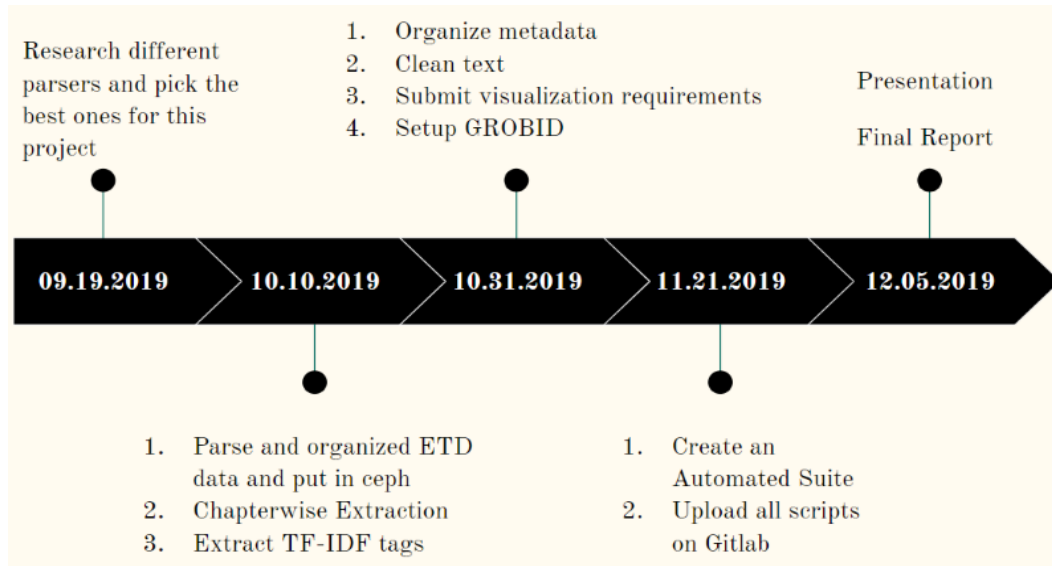 Research different
parsers and pick the
best ones for this
project
1. Organize metadata
2. Clean text
3. Submit visualization requirements
4. Setup GROBID
Presentation
Final Report
09.19.2019
10.10.2019
10.31.2019
11.21.2019
12.05.2019
1. Parse and organized ETD
data and put in ceph
2. Chapterwise Extraction
3. Extract TF-IDF tags
1. Create an
Automated Suite
2. Upload all scripts
on Gitlab